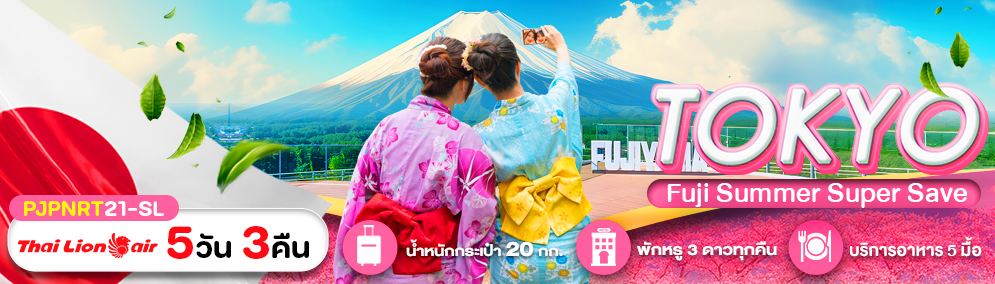 TOKYO
Fuji Summer Super Save
PJPNRT21-SL
Thai Lion air
5วัน 3คืน
น้ำหนักกระเป๋า 20 กก.
พักหรู 3 ดาวทุกคืน
บริการอาหาร 5 มื้อ